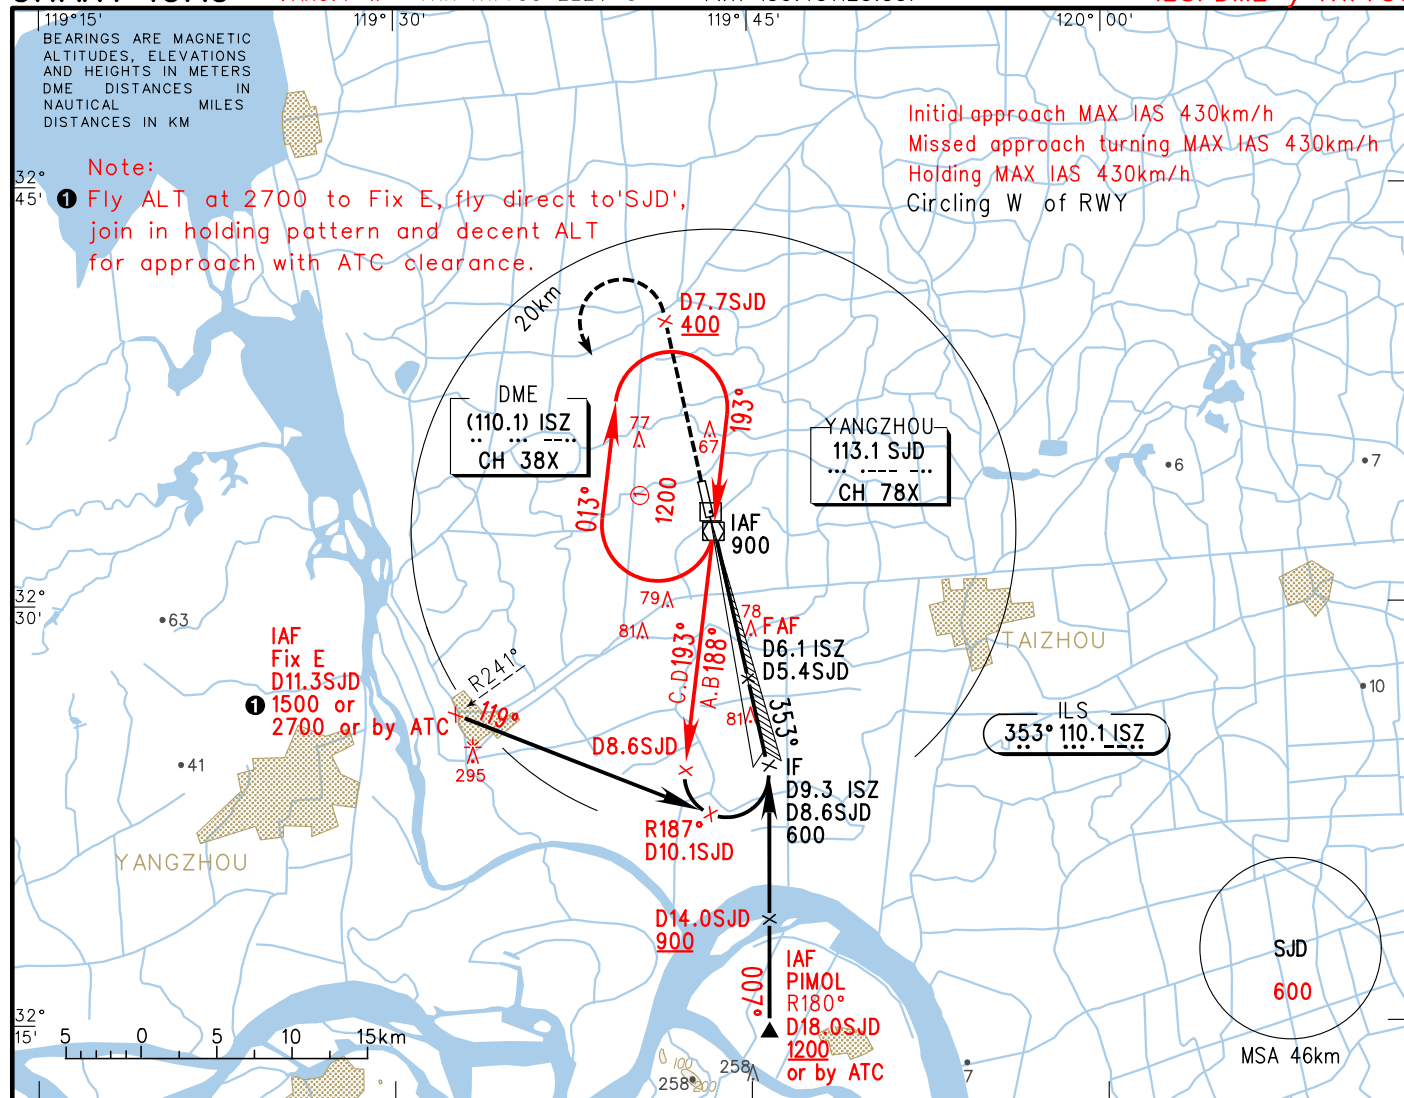 119°15'
119°30'
119°45'
120°00'
BEARINGS ARE MAGNETIC
ALTITUDES, ELEVATIONS
AND HEIGHTS IN METERS
DME DISTANCES IN
NAUTICAL MILES
DISTANCES IN KM
Initial approach MAX IAS 430km/h
Missed approach turning MAX IAS 430km/h
Holding MAX IAS 430km/h
Circling W of RWY
Note:
❶ Fly ALT at 2700 to Fix E, fly direct to 'SJD',
join in holding pattern and decent ALT
for approach with ATC clearance.
32°
45'
20km
D7.7SJD
400
DME
(110.1) ISZ
CH 38X
77
67
193°
013°
①
1200
YANGZHOU
113.1 SJD
CH 78X
6
7
IAF
900
32°
30'
63
79
81
78
FAF
D6.1 ISZ
D5.4SJD
TAIZHOU
IAF
Fix E
D11.3SJD
❶ 1500 or
2700 or by ATC
R241°
119°
C.D193°
A.B188°
81
353°
10
ILS
353° 110.1 ISZ
295
41
D8.6SJD
IF
D9.3 ISZ
D8.6SJD
600
R187°
D10.1SJD
YANGZHOU
D14.0SJD
900
IAF
PIMOL
R180°
D18.0SJD
1200
or by ATC
007°
SJD
600
MSA 46km
32°
15'
5 0 5 10 15km
100
200
258
258
7